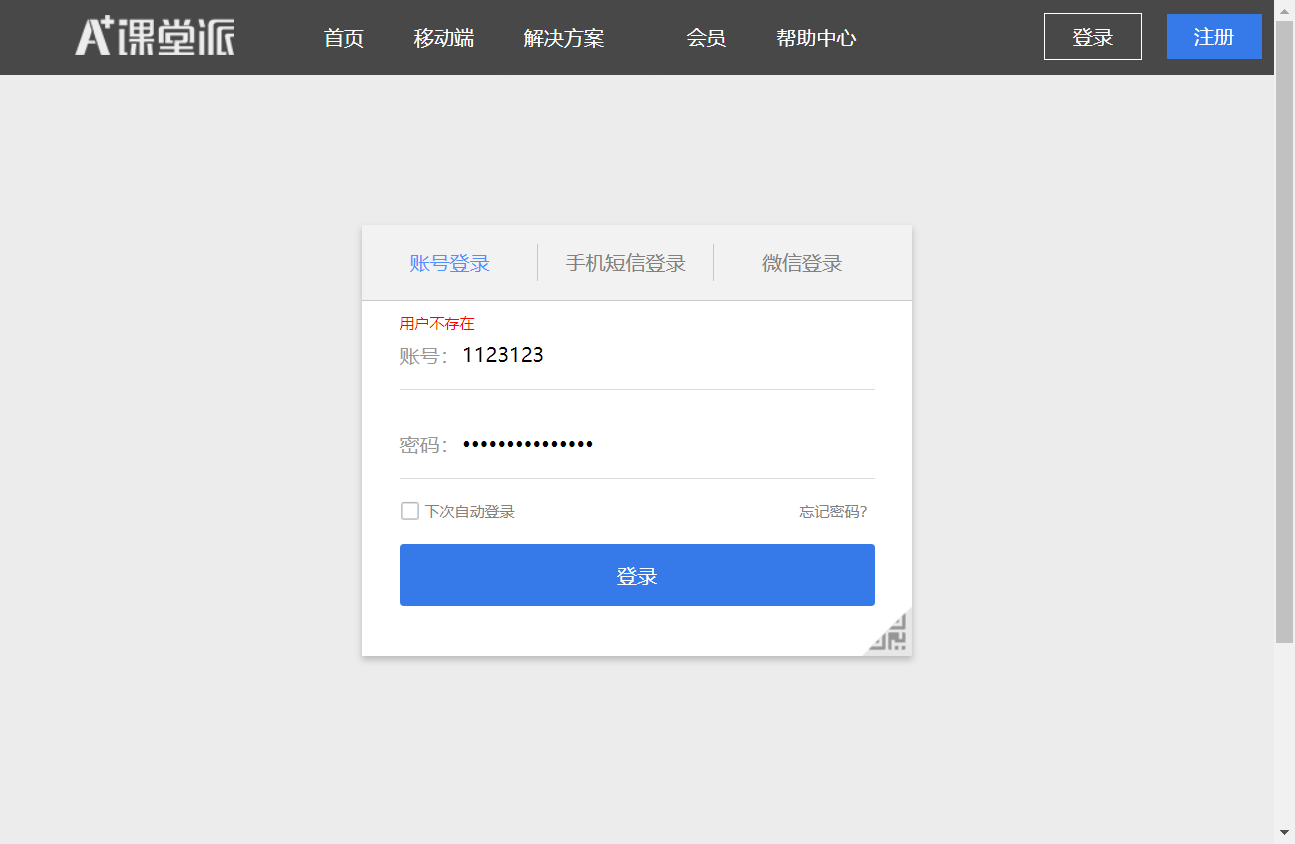 A+课堂派 首页 移动端 解决方案 会员 帮助中心 登录 注册
账号登录 手机短信登录 微信登录
用户不存在
账号： 1123123
密码： •••••••••••••••
下次自动登录 忘记密码?
登录